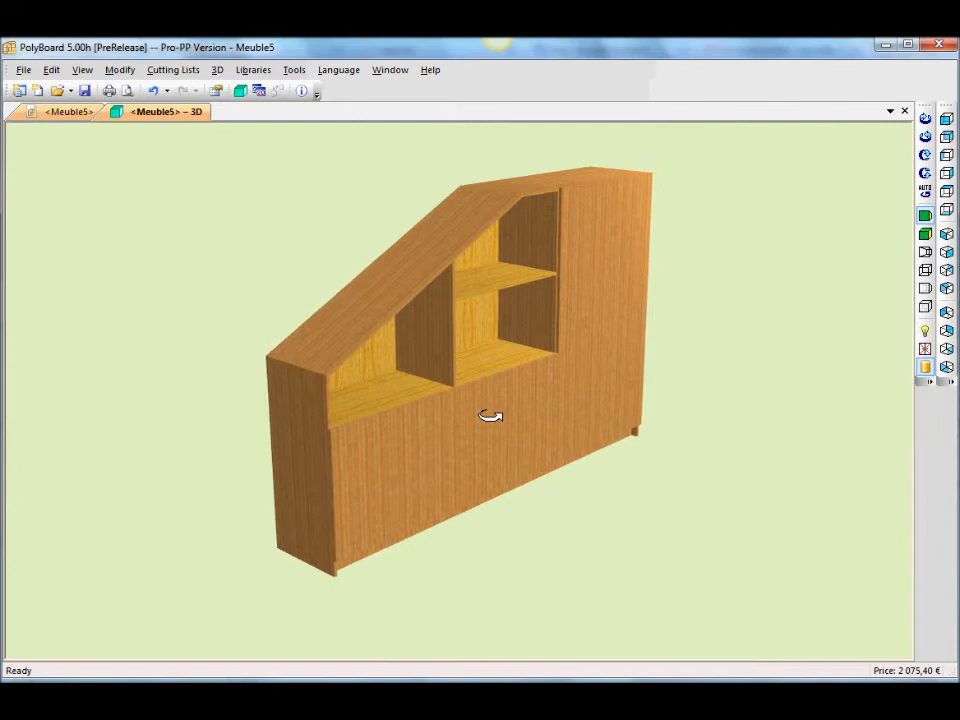 PolyBoard 5.00h [PreRelease] -- Pro-PP Version - Meuble5
File Edit View Modify Cutting Lists 3D Libraries Tools Language Window Help
<Meuble5> <Meuble5> – 3D
AUTO
Ready Price: 2 075,40 €